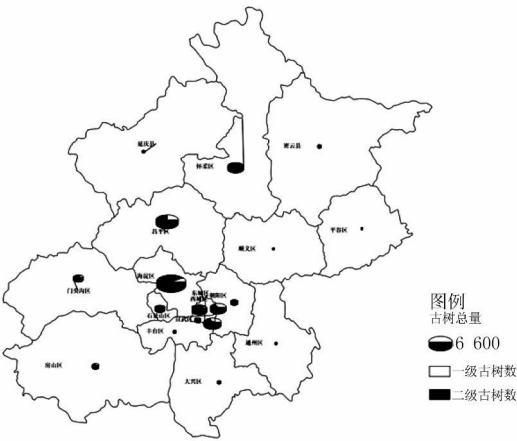 延庆县
密云县
怀柔区
昌平区
顺义区
平谷区
海淀区
东城区
西城区
朝阳区
门头沟区
石景山区
宣武区
丰台区
通州区
房山区
大兴区
图例
古树总量
6 600
一级古树数
二级古树数